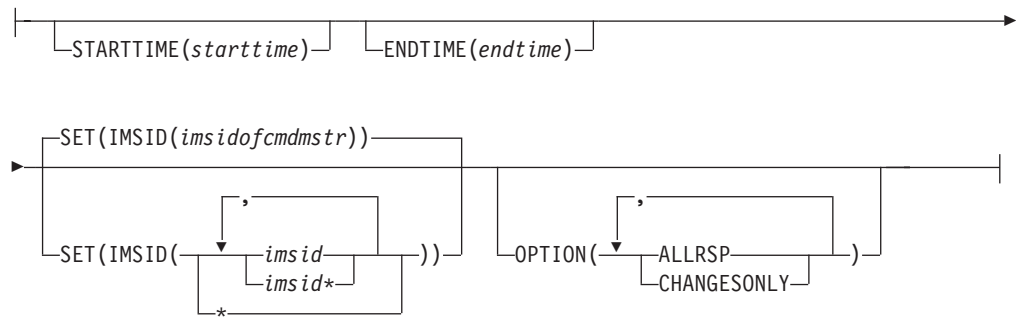 STARTTIME(starttime) ENDTIME(endtime)
SET(IMSID(imsidofcmdmstr))
, ,
SET(IMSID( imsid )) OPTION( ALLRSP )
imsid* CHANGESONLY
*